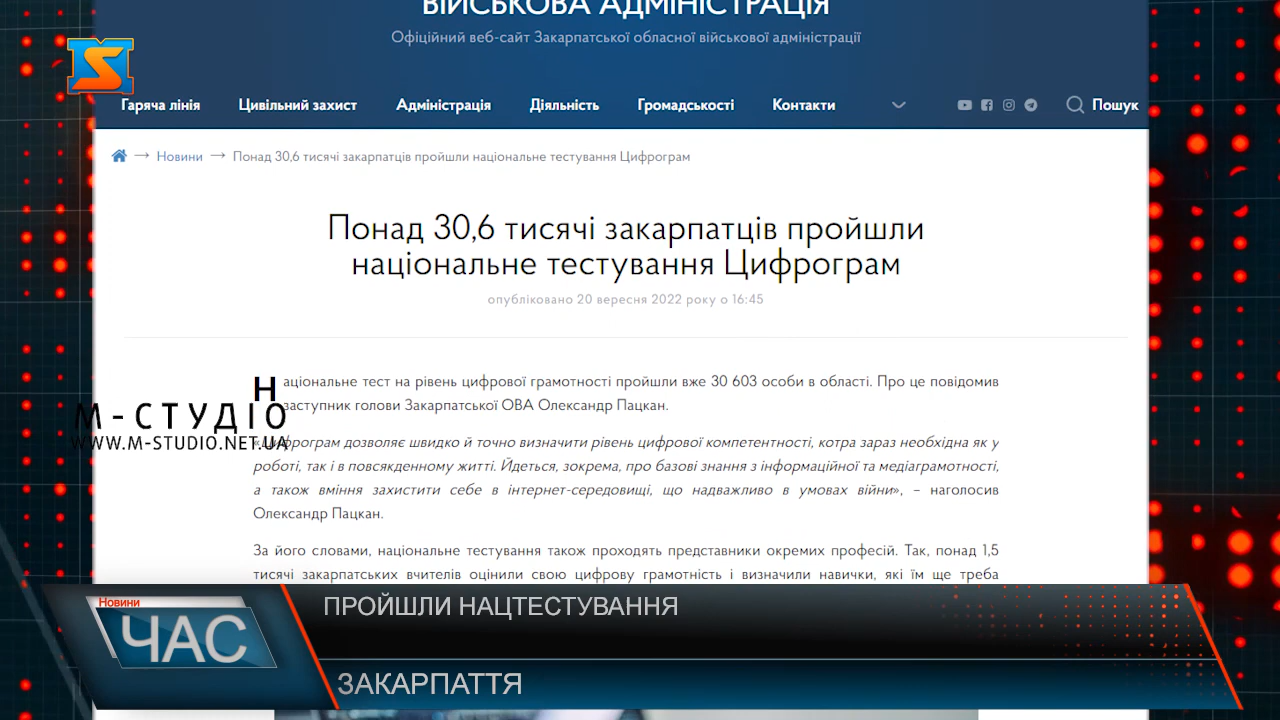 ВІЙСЬКОВА АДМІНІСТРАЦІЯ
Офіційний веб-сайт Закарпатської обласної військової адміністрації
Гаряча лінія Цивільний захист Адміністрація Діяльність Громадськості Контакти Пошук
Новини → Понад 30,6 тисячі закарпатців пройшли національне тестування Цифрограм
Понад 30,6 тисячі закарпатців пройшли
національне тестування Цифрограм
опубліковано 20 вересня 2022 року о 16:45
Національне тест на рівень цифрової грамотності пройшли вже 30 603 особи в області. Про це повідомив
заступник голови Закарпатської ОВА Олександр Пацкан.
М-СТУДІО
WWW.M-STUDIO.NET.UA
«Цифрограм дозволяє швидко й точно визначити рівень цифрової компетентності, котра зараз необхідна як у
роботі, так і в повсякденному житті. Йдеться, зокрема, про базові знання з інформаційної та медіаграмотності,
а також вміння захистити себе в інтернет-середовищі, що надважливо в умовах війни», – наголосив
Олександр Пацкан.
За його словами, національне тестування також проходять представники окремих професій. Так, понад 1,5
тисячі закарпатських вчителів оцінили свою цифрову грамотність і визначили навички, які їм ще треба
Новини
ЧАС
ПРОЙШЛИ НАЦТЕСТУВАННЯ
ЗАКАРПАТТЯ